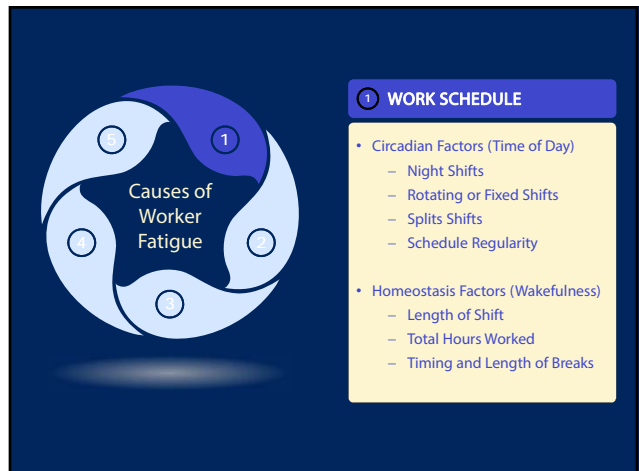 5
1
Causes of
Worker
Fatigue
4
2
3
1 WORK SCHEDULE
• Circadian Factors (Time of Day)
– Night Shifts
– Rotating or Fixed Shifts
– Splits Shifts
– Schedule Regularity
• Homeostasis Factors (Wakefulness)
– Length of Shift
– Total Hours Worked
– Timing and Length of Breaks